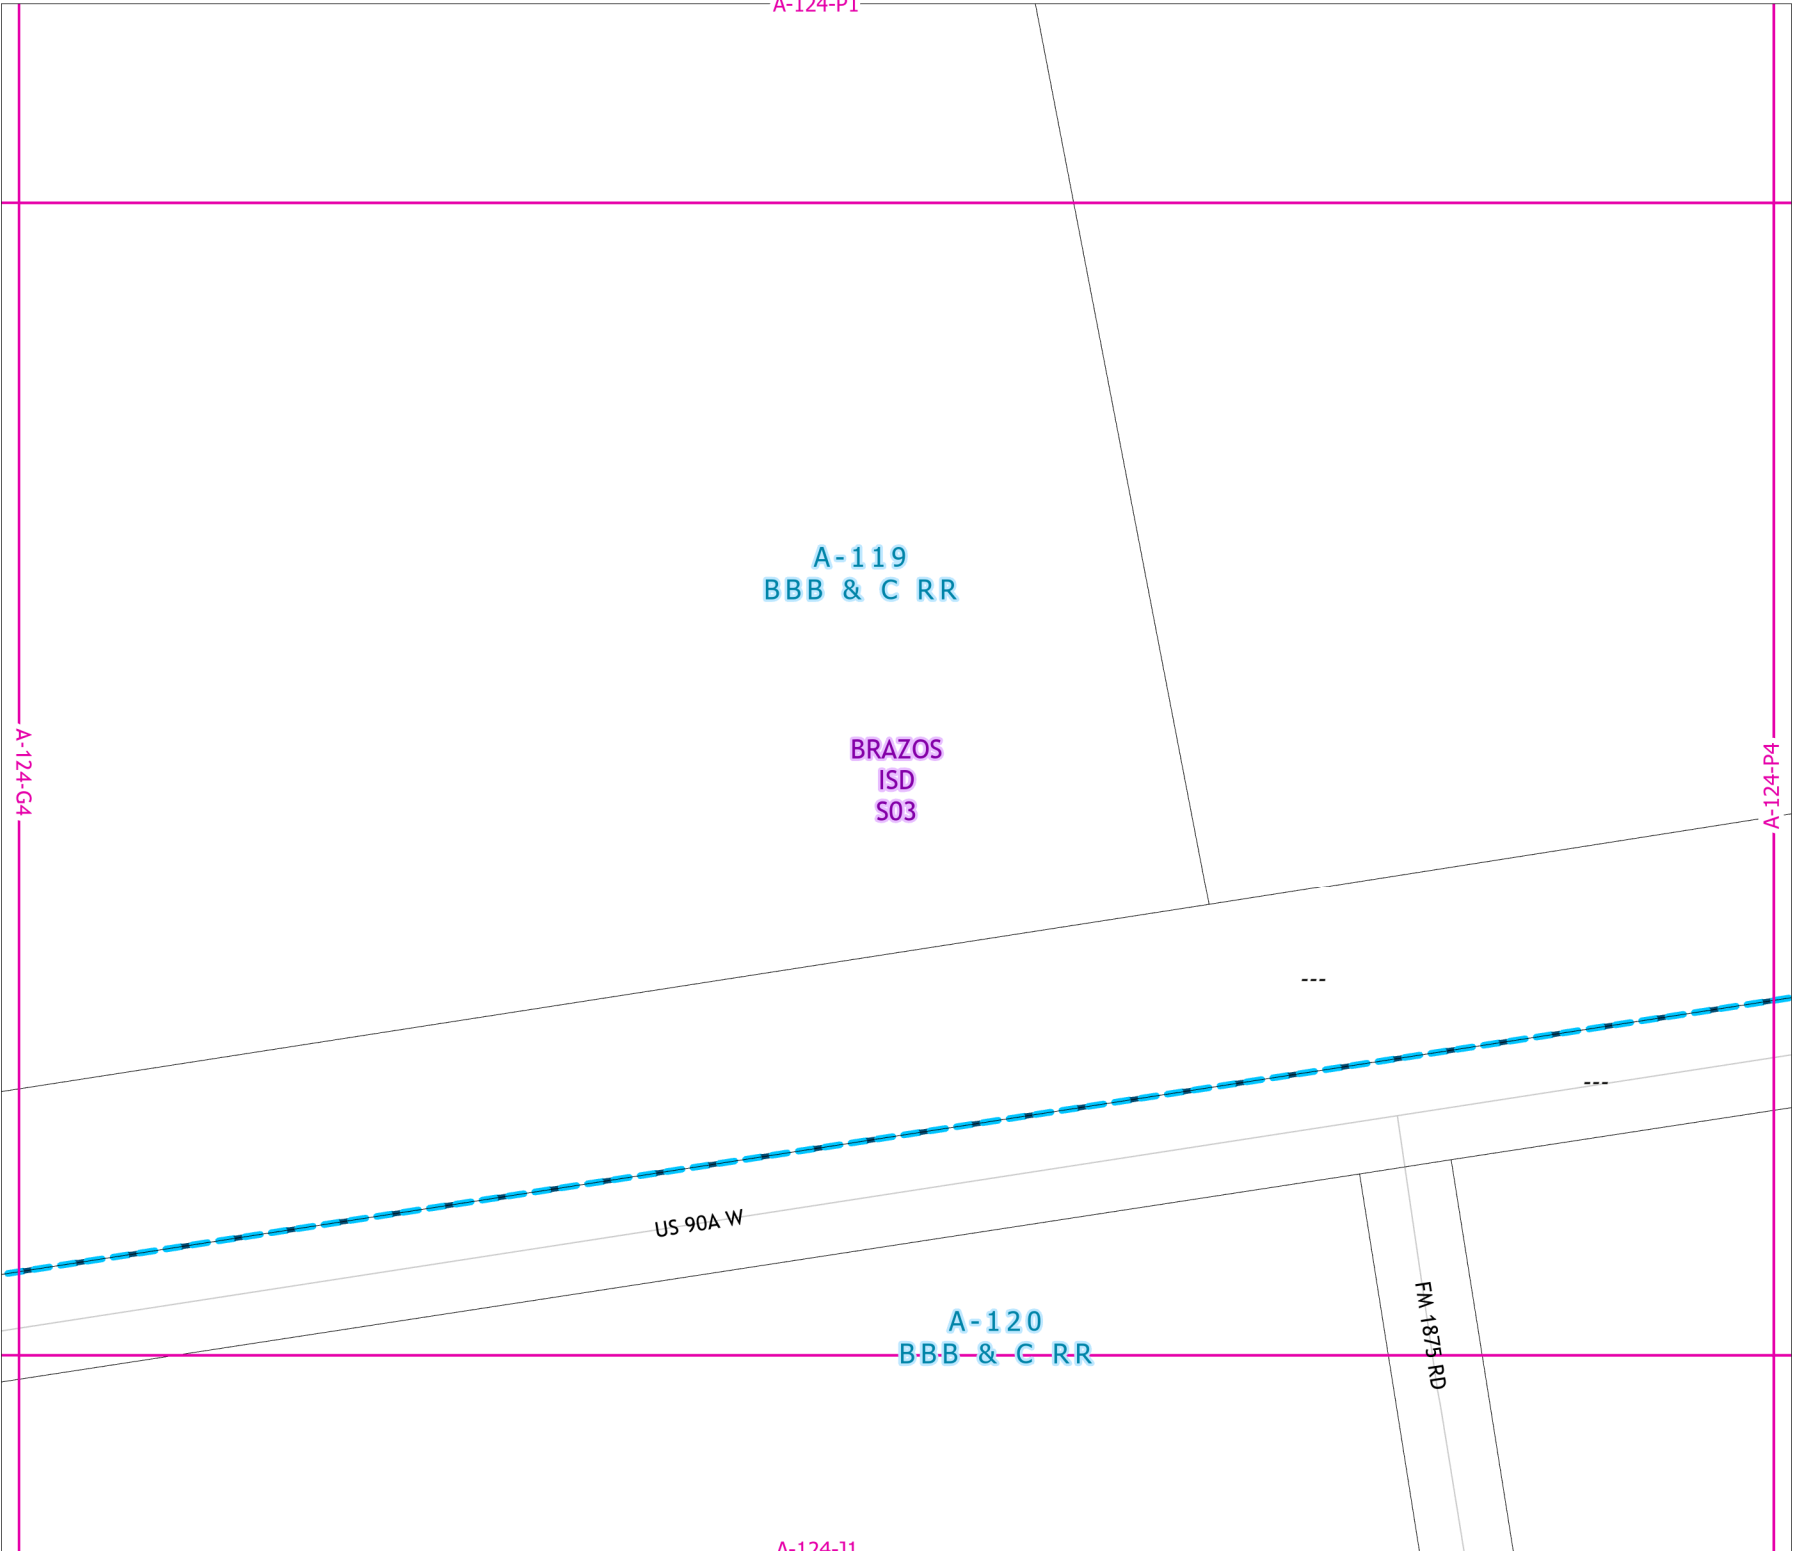 A-124-P1
A-119
BBB & C RR
A-124-G4
BRAZOS
ISD
S03
A-124-P4
---
---
US 90A W
A-120
BBB & C RR
FM 1875 RD
A-124-J1